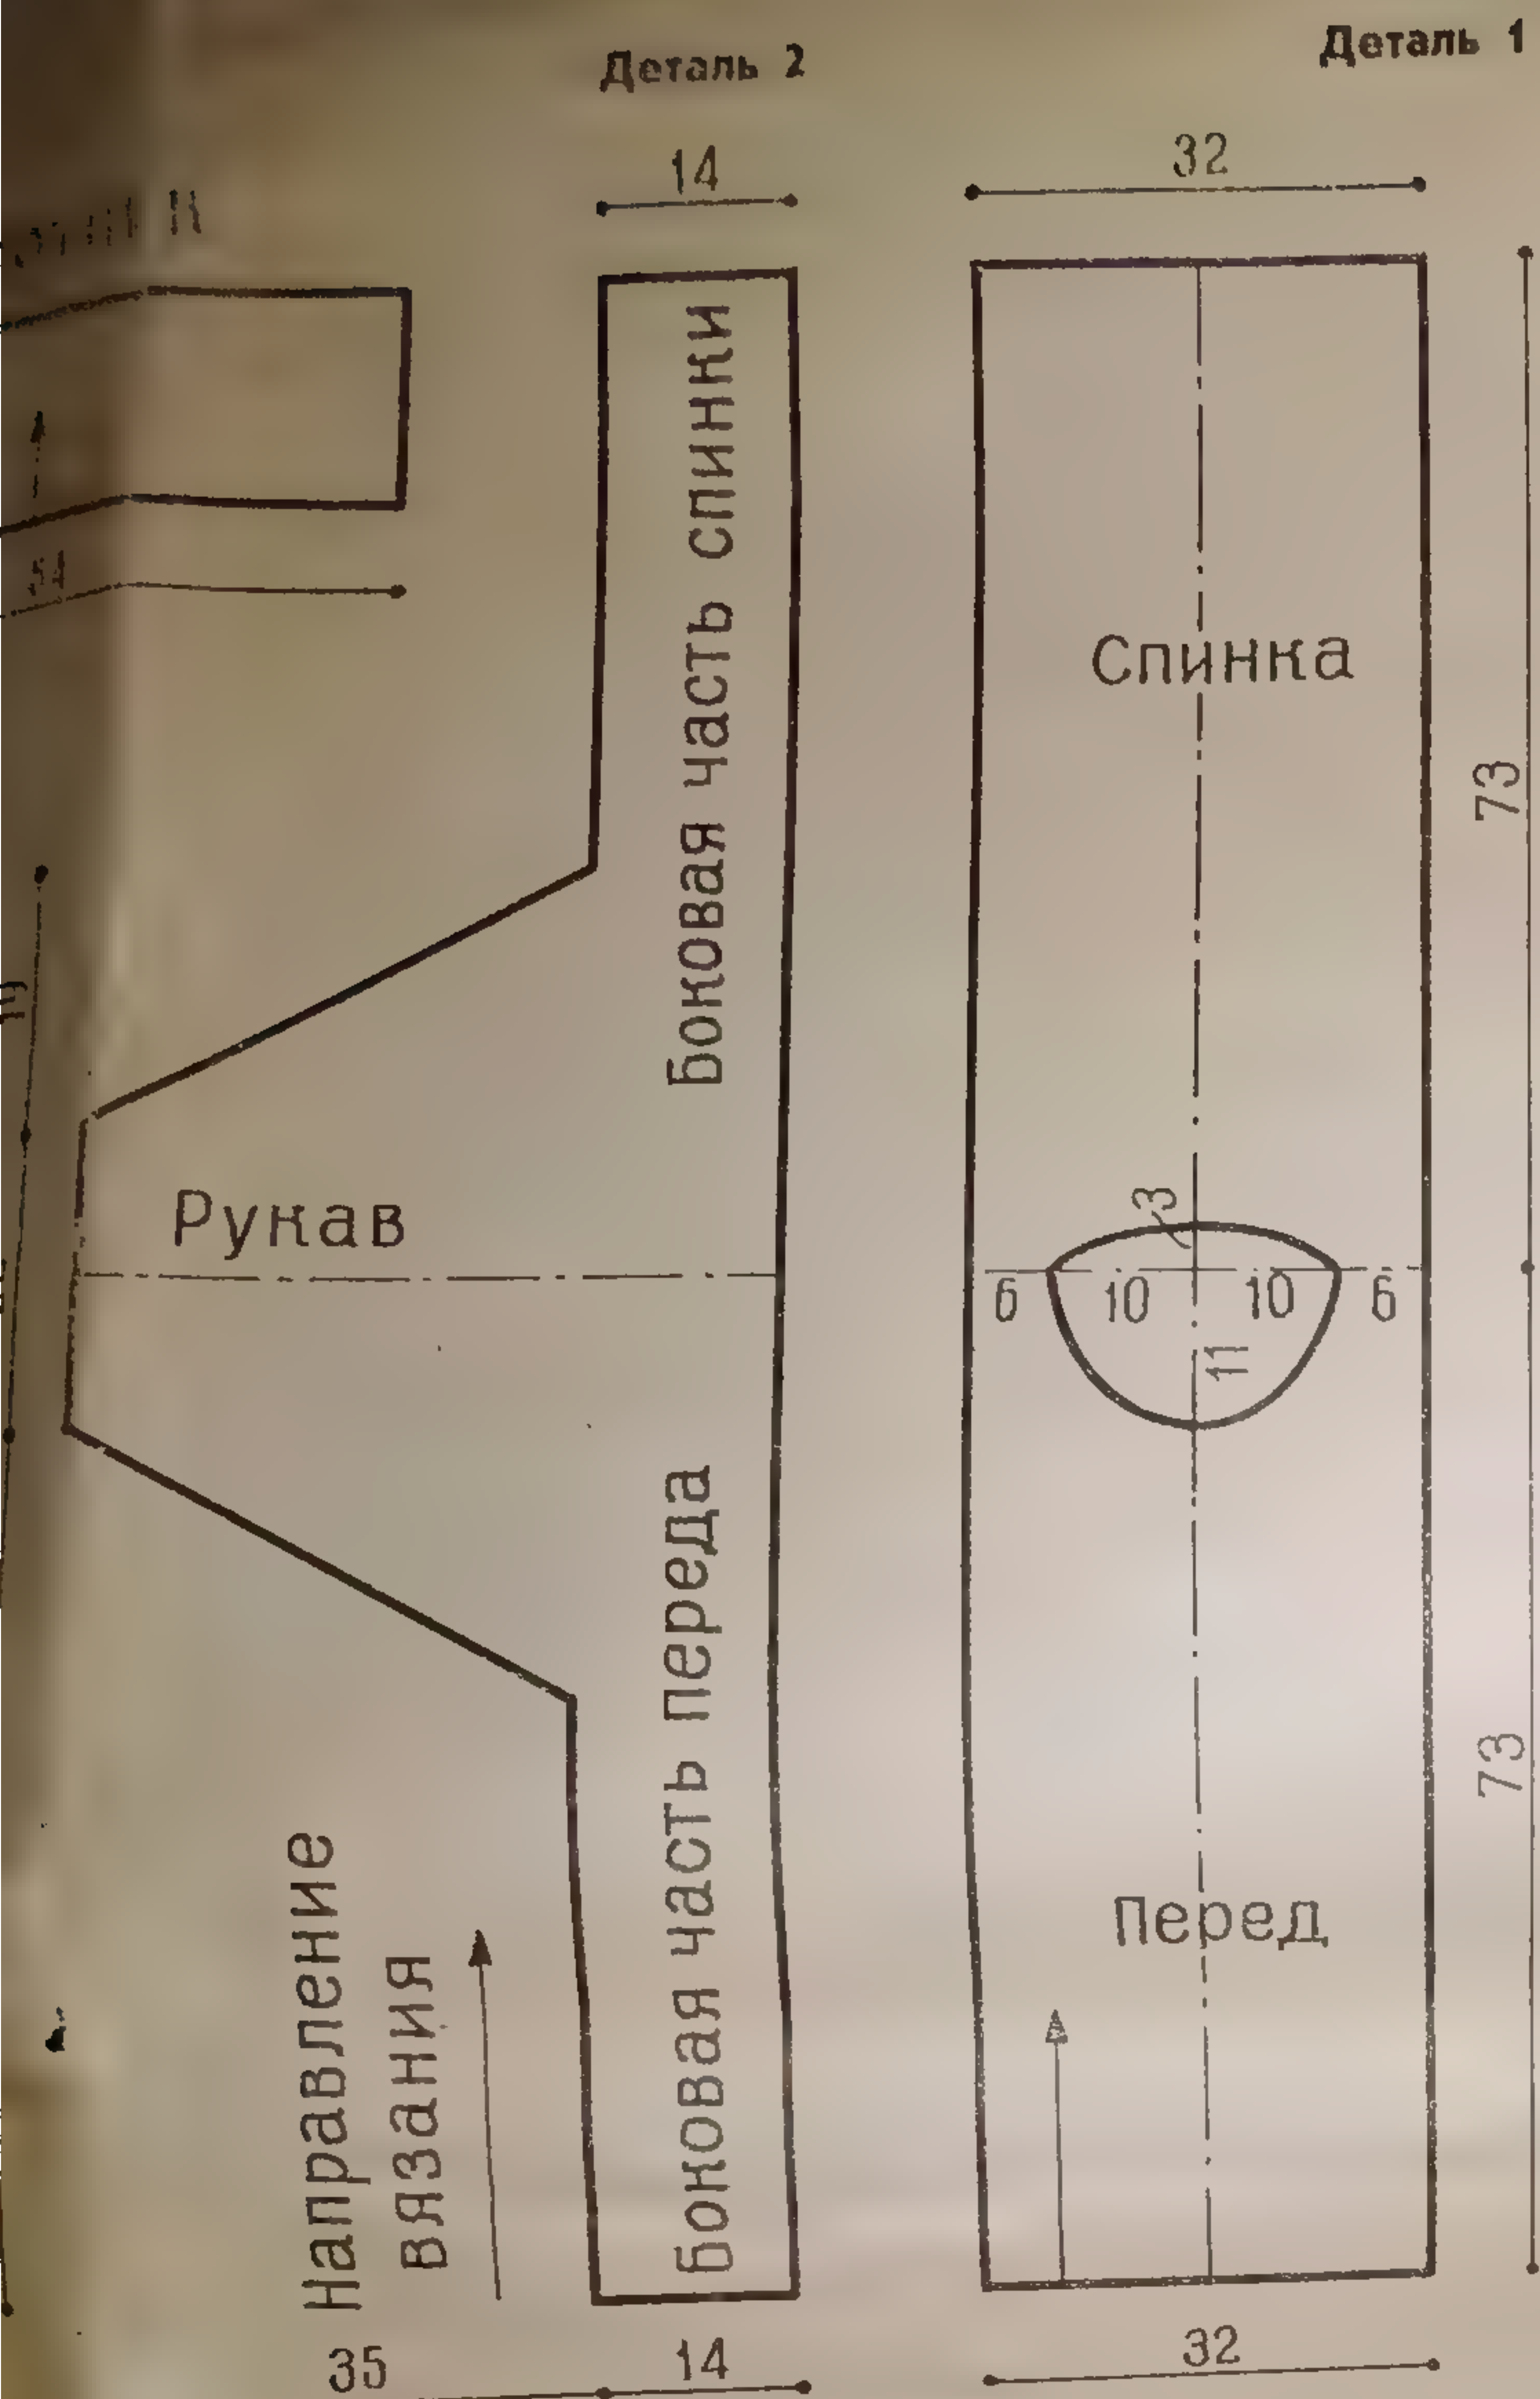 Деталь 2
Деталь 1
14
32
Боковая часть спинки
Спинка
73
Рукав
3
6 10 10 6
11
Боковая часть переда
Перед
73
Направление
вязания
35
14
32